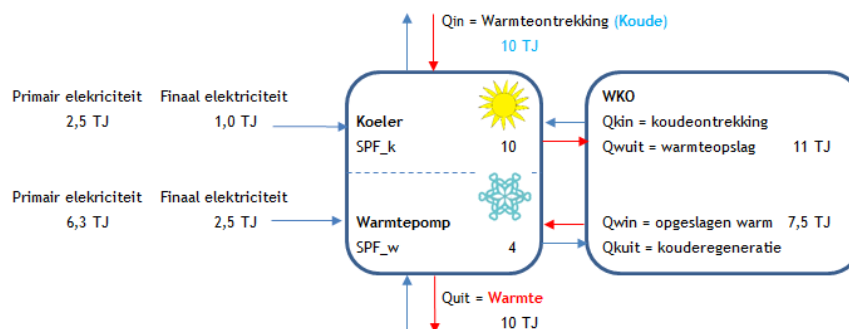 Qin = Warmteontrekking (Koude)
10 TJ
Primair elekriciteit Finaal elektriciteit
2,5 TJ 1,0 TJ
Koeler
SPF_k 10
WKO
Qkin = koudeontrekking
Qwuit = warmteopslag 11 TJ
Primair elekriciteit Finaal elektriciteit
6,3 TJ 2,5 TJ
Warmtepomp
SPF_w 4
Qwin = opgeslagen warm 7,5 TJ
Qkuit = kouderegeneratie
Quit = Warmte
10 TJ